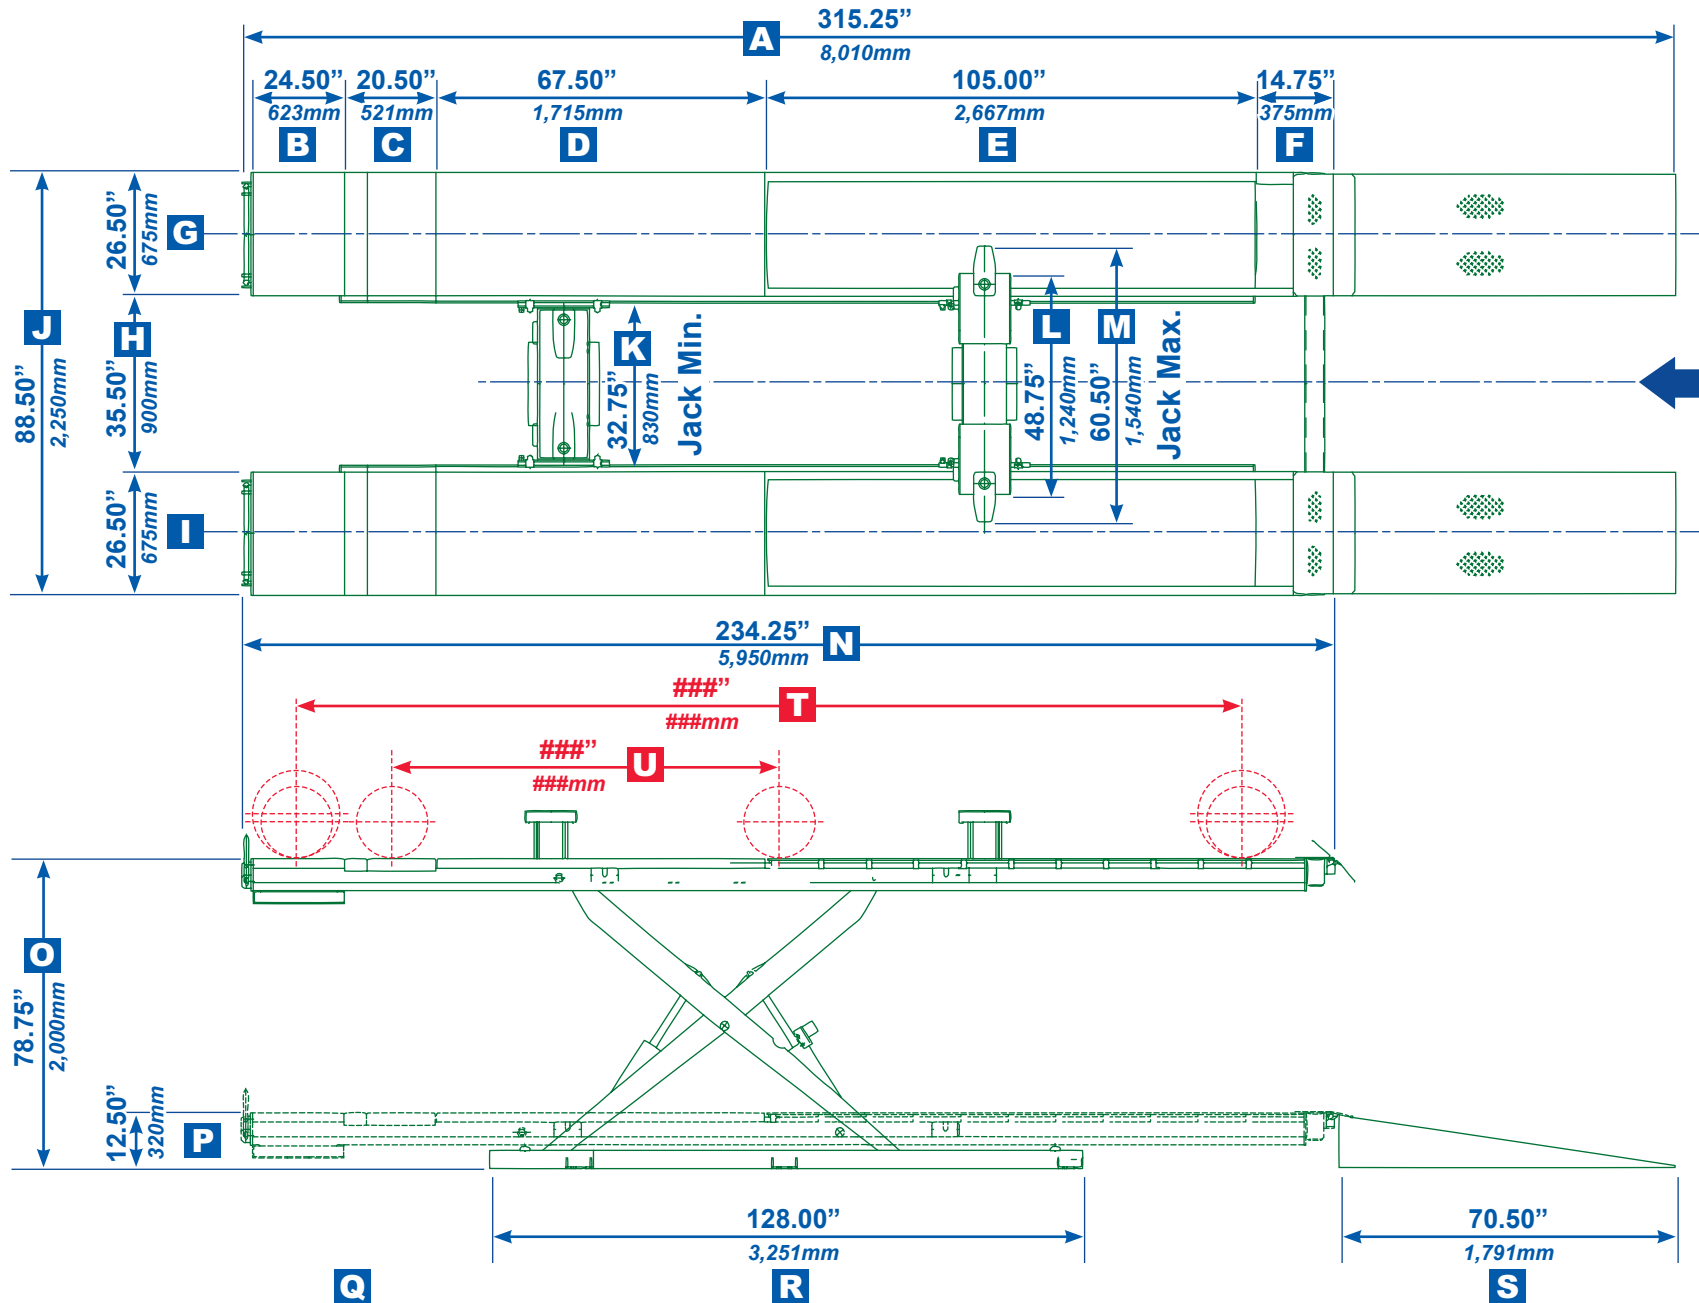 315.25”
A
8,010mm
24.50” 20.50” 67.50” 105.00” 14.75”
623mm 521mm 1,715mm 2,667mm 375mm
B C D E F
G
26.50”
675mm
J
88.50”
2,250mm
H
35.50”
900mm
K
32.75”
830mm
Jack Min.
L
48.75”
1,240mm
M
60.50”
1,540mm
Jack Max.
I
26.50”
675mm
234.25”
N
5,950mm
###”
T
###mm
###”
U
###mm
O
78.75”
2,000mm
12.50”
320mm
P
128.00” 70.50”
3,251mm 1,791mm
Q R S